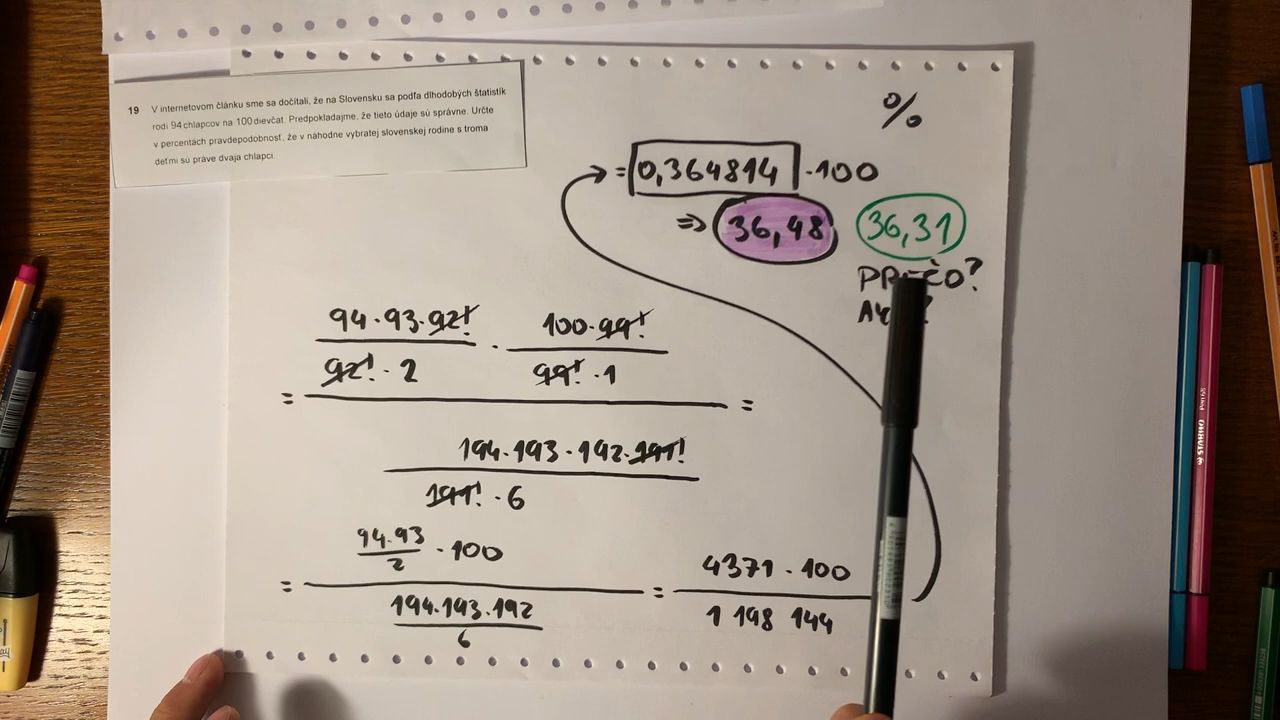 19 V internetovom článku sme sa dočítali, že na Slovensku sa podľa dlhodobých štatistík
rodí 94 chlapcov na 100 dievčat. Predpokladajme, že tieto údaje sú správne. Určte
v percentách pravdepodobnosť, že v náhodne vybratej slovenskej rodine s troma
deťmi sú práve dvaja chlapci.
%
= 0,364814 · 100
⇒ 36,48 36,31
94 · 93 · 92! · 100 · 99!
92! · 2 99! · 1
= =
194 · 193 · 192 · 191!
191! · 6
94 · 93 · 100
2
= = 4371 · 100
194 · 193 · 192 1 198 144
6
STABILO